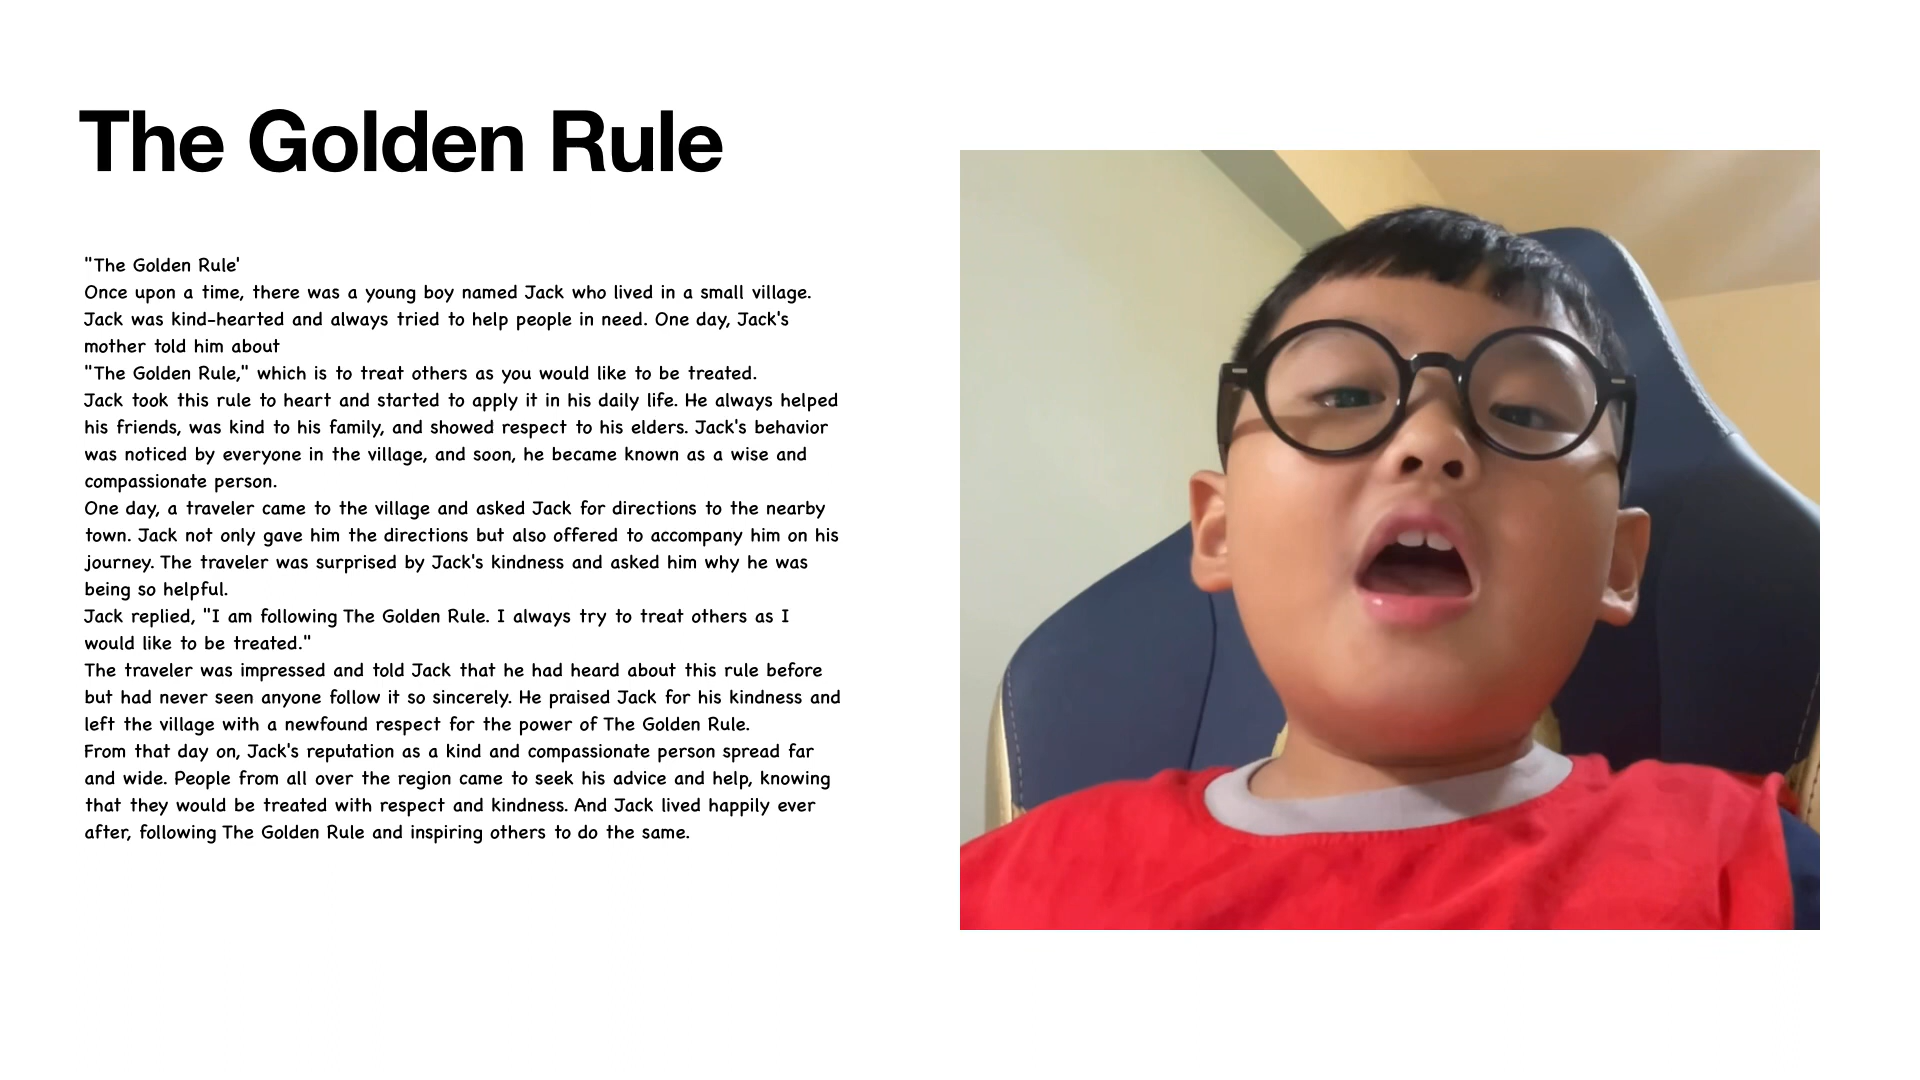 The Golden Rule
"The Golden Rule'
Once upon a time, there was a young boy named Jack who lived in a small village.
Jack was kind-hearted and always tried to help people in need. One day, Jack's
mother told him about
"The Golden Rule," which is to treat others as you would like to be treated.
Jack took this rule to heart and started to apply it in his daily life. He always helped
his friends, was kind to his family, and showed respect to his elders. Jack's behavior
was noticed by everyone in the village, and soon, he became known as a wise and
compassionate person.
One day, a traveler came to the village and asked Jack for directions to the nearby
town. Jack not only gave him the directions but also offered to accompany him on his
journey. The traveler was surprised by Jack's kindness and asked him why he was
being so helpful.
Jack replied, "I am following The Golden Rule. I always try to treat others as I
would like to be treated."
The traveler was impressed and told Jack that he had heard about this rule before
but had never seen anyone follow it so sincerely. He praised Jack for his kindness and
left the village with a newfound respect for the power of The Golden Rule.
From that day on, Jack's reputation as a kind and compassionate person spread far
and wide. People from all over the region came to seek his advice and help, knowing
that they would be treated with respect and kindness. And Jack lived happily ever
after, following The Golden Rule and inspiring others to do the same.